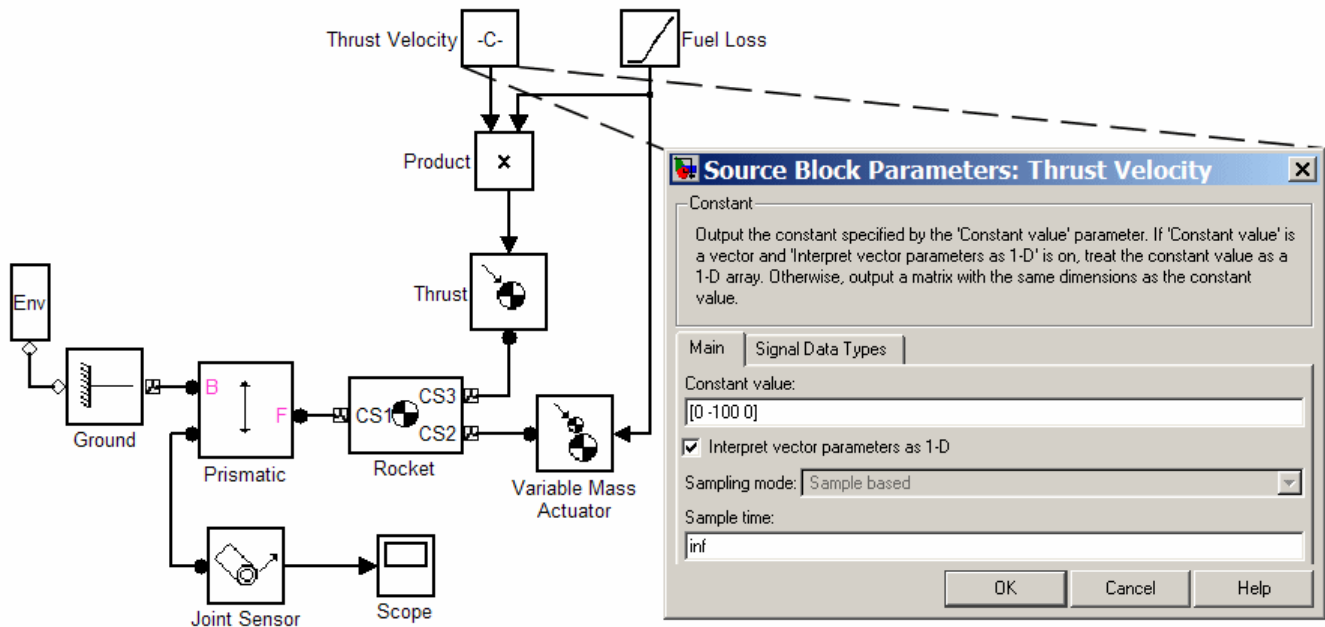 Thrust Velocity
-C-
Fuel Loss
Product
×
Thrust
Env
B
F
CS1
CS3
CS2
Ground
Prismatic
Rocket
Variable Mass
Actuator
Joint Sensor
Scope
Source Block Parameters: Thrust Velocity
Constant
Output the constant specified by the 'Constant value' parameter. If 'Constant value' is
a vector and 'Interpret vector parameters as 1-D' is on, treat the constant value as a
1-D array. Otherwise, output a matrix with the same dimensions as the constant
value.
Main
Signal Data Types
Constant value:
[0 -100 0]
Interpret vector parameters as 1-D
Sampling mode: Sample based
Sample time:
inf
OK
Cancel
Help